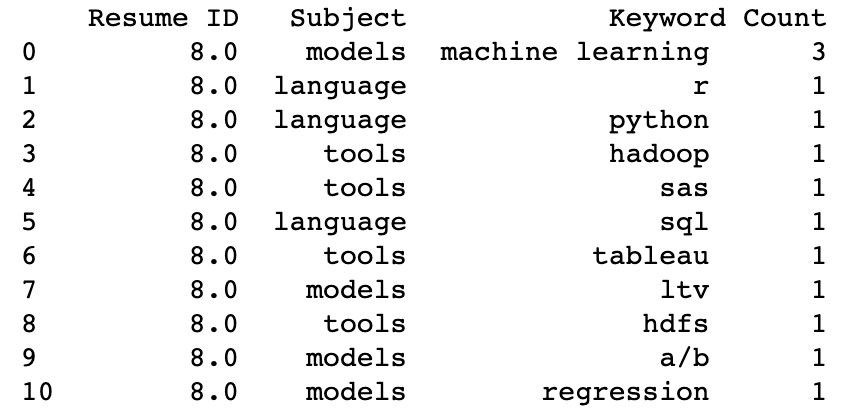 Resume ID Subject Keyword Count
0 8.0 models machine learning 3
1 8.0 language r 1
2 8.0 language python 1
3 8.0 tools hadoop 1
4 8.0 tools sas 1
5 8.0 language sql 1
6 8.0 tools tableau 1
7 8.0 models ltv 1
8 8.0 tools hdfs 1
9 8.0 models a/b 1
10 8.0 models regression 1